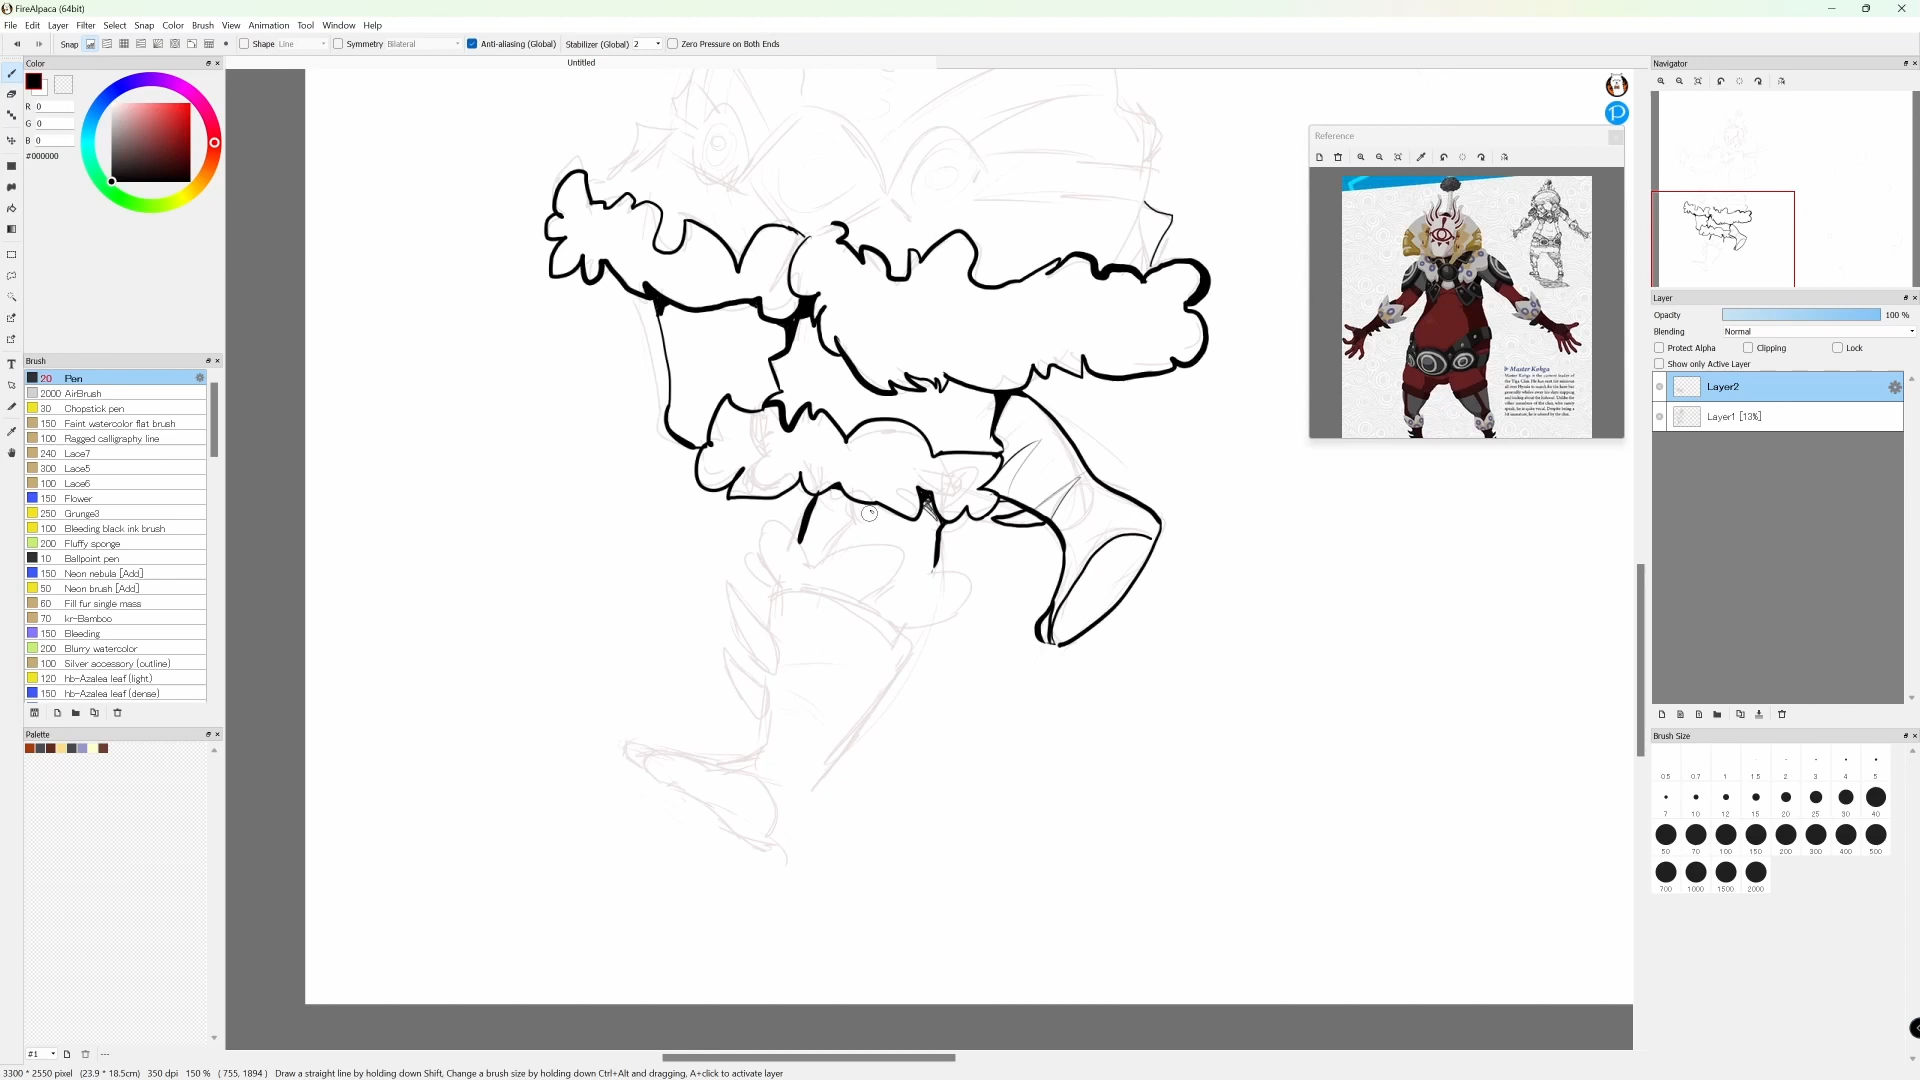 FireAlpaca (64bit)
File Edit Layer Filter Select Snap Color Brush View Animation Tool Window Help
Snap Shape Line Symmetry Bilateral Anti-aliasing (Global) Stabilizer (Global) 2 Zero Pressure on Both Ends
Color
Untitled
Navigator
R 0
G 0
B 0
#000000
Reference
Master Kohga
Layer
Opacity 100 %
Blending Normal
Protect Alpha Clipping Lock
Show only Active Layer
Layer2
Layer1 [13%]
Brush
20 Pen
2000 AirBrush
30 Chopstick pen
150 Faint watercolor flat brush
100 Ragged calligraphy line
240 Lace7
300 Lace5
100 Lace6
150 Flower
250 Grunge3
100 Bleeding black ink brush
200 Fluffy sponge
10 Ballpoint pen
150 Neon nebula [Add]
50 Neon brush [Add]
60 Fill fur single mass
70 kr-Bamboo
150 Bleeding
200 Blurry watercolor
100 Silver accessory (outline)
120 hb-Azalea leaf (light)
150 hb-Azalea leaf (dense)
Palette
Brush Size
0.5 0.7 1 1.5 2 3 4 5
7 10 12 15 20 25 30 40
50 70 100 150 200 300 400 500
700 1000 1500 2000
#1
3300 * 2550 pixel (23.9 * 18.5cm) 350 dpi 150 % ( 755, 1894 ) Draw a straight line by holding down Shift, Change a brush size by holding down Ctrl+Alt and dragging, A+click to activate layer